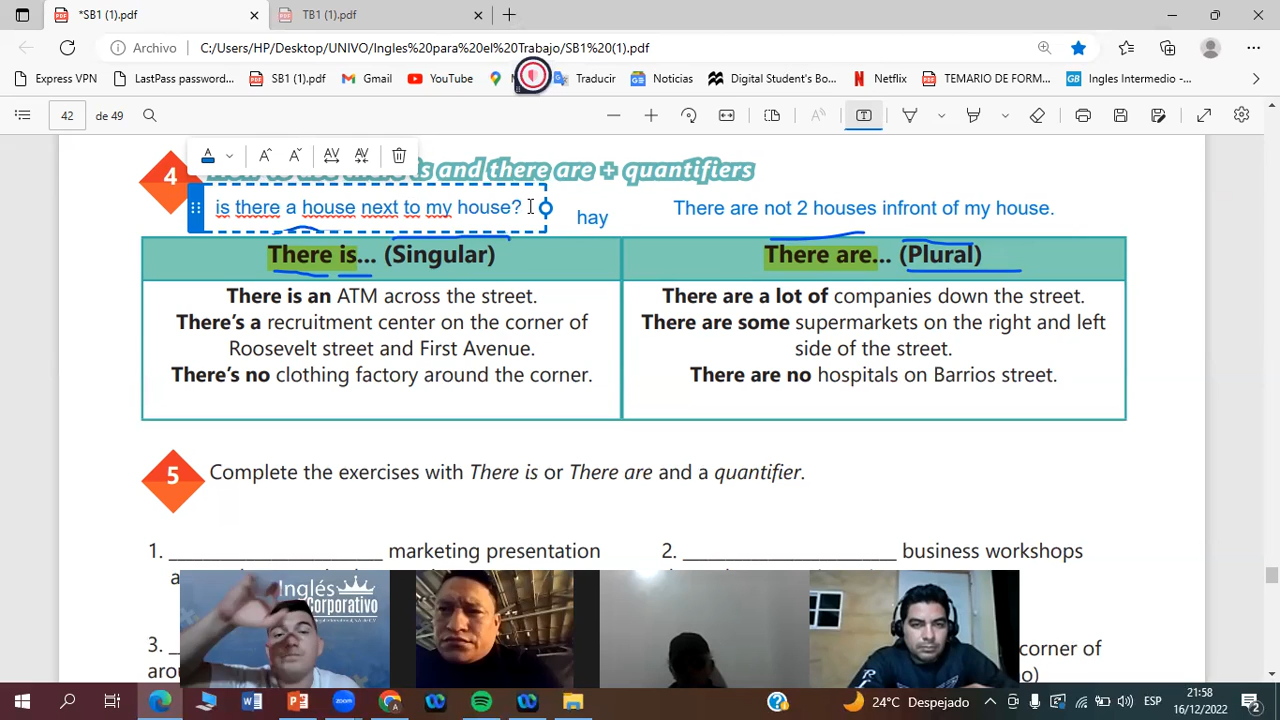 *SB1 (1).pdf
TB1 (1).pdf
Archivo
C:/Users/HP/Desktop/UNIVO/Ingles%20para%20el%20Trabajo/SB1%20(1).pdf
Express VPN
LastPass password...
SB1 (1).pdf
Gmail
YouTube
Traducir
Noticias
Digital Student's Bo...
Netflix
TEMARIO DE FORM...
GB
Ingles Intermedio -...
42
de 49
4
is and there are + quantifiers
is there a house next to my house?
hay
There are not 2 houses infront of my house.
There is... (Singular)
There are... (Plural)
There is an ATM across the street.
There's a recruitment center on the corner of
Roosevelt street and First Avenue.
There's no clothing factory around the corner.
There are a lot of companies down the street.
There are some supermarkets on the right and left
side of the street.
There are no hospitals on Barrios street.
5
Complete the exercises with There is or There are and a quantifier.
1. ____________________ marketing presentation
2. ____________________ business workshops
3.
corner of
Inglés
Corporativo
24°C Despejado
ESP
21:58
16/12/2022
2